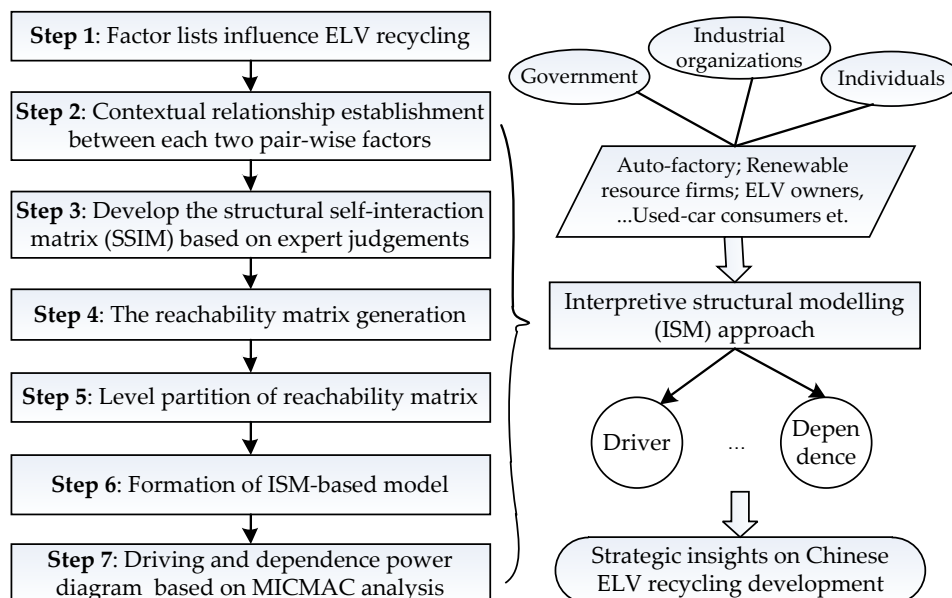 Step 1: Factor lists influence ELV recycling
Step 2: Contextual relationship establishment
between each two pair-wise factors
Step 3: Develop the structural self-interaction
matrix (SSIM) based on expert judgements
Step 4: The reachability matrix generation
Step 5: Level partition of reachability matrix
Step 6: Formation of ISM-based model
Step 7: Driving and dependence power
diagram based on MICMAC analysis
Government
Industrial
organizations
Individuals
Auto-factory; Renewable
resource firms; ELV owners,
...Used-car consumers et.
Interpretive structural modelling
(ISM) approach
Driver
...
Depen
dence
Strategic insights on Chinese
ELV recycling development